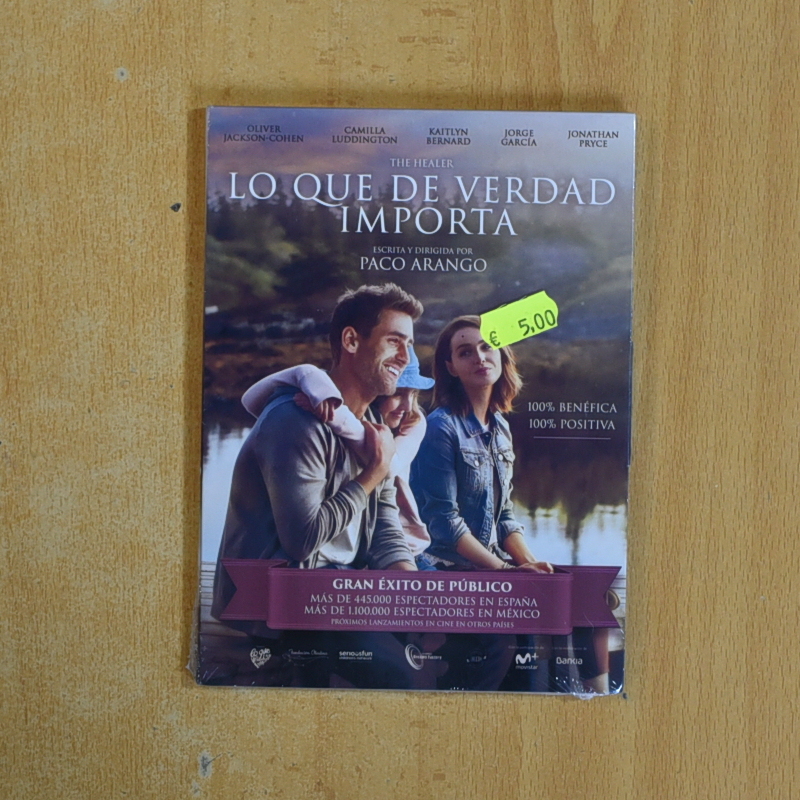 OLIVER JACKSON-COHEN
CAMILLA LUDDINGTON
KAITLYN BERNARD
JORGE GARCÍA
JONATHAN PRYCE
THE HEALER
LO QUE DE VERDAD
IMPORTA
ESCRITA Y DIRIGIDA POR
PACO ARANGO
€ 5,00
100% BENÉFICA
100% POSITIVA
GRAN ÉXITO DE PÚBLICO
MÁS DE 445.000 ESPECTADORES EN ESPAÑA
MÁS DE 1.100.000 ESPECTADORES EN MÉXICO
PRÓXIMOS LANZAMIENTOS EN CINE EN OTROS PAÍSES
seriousfun
M+
movistar
Bankia